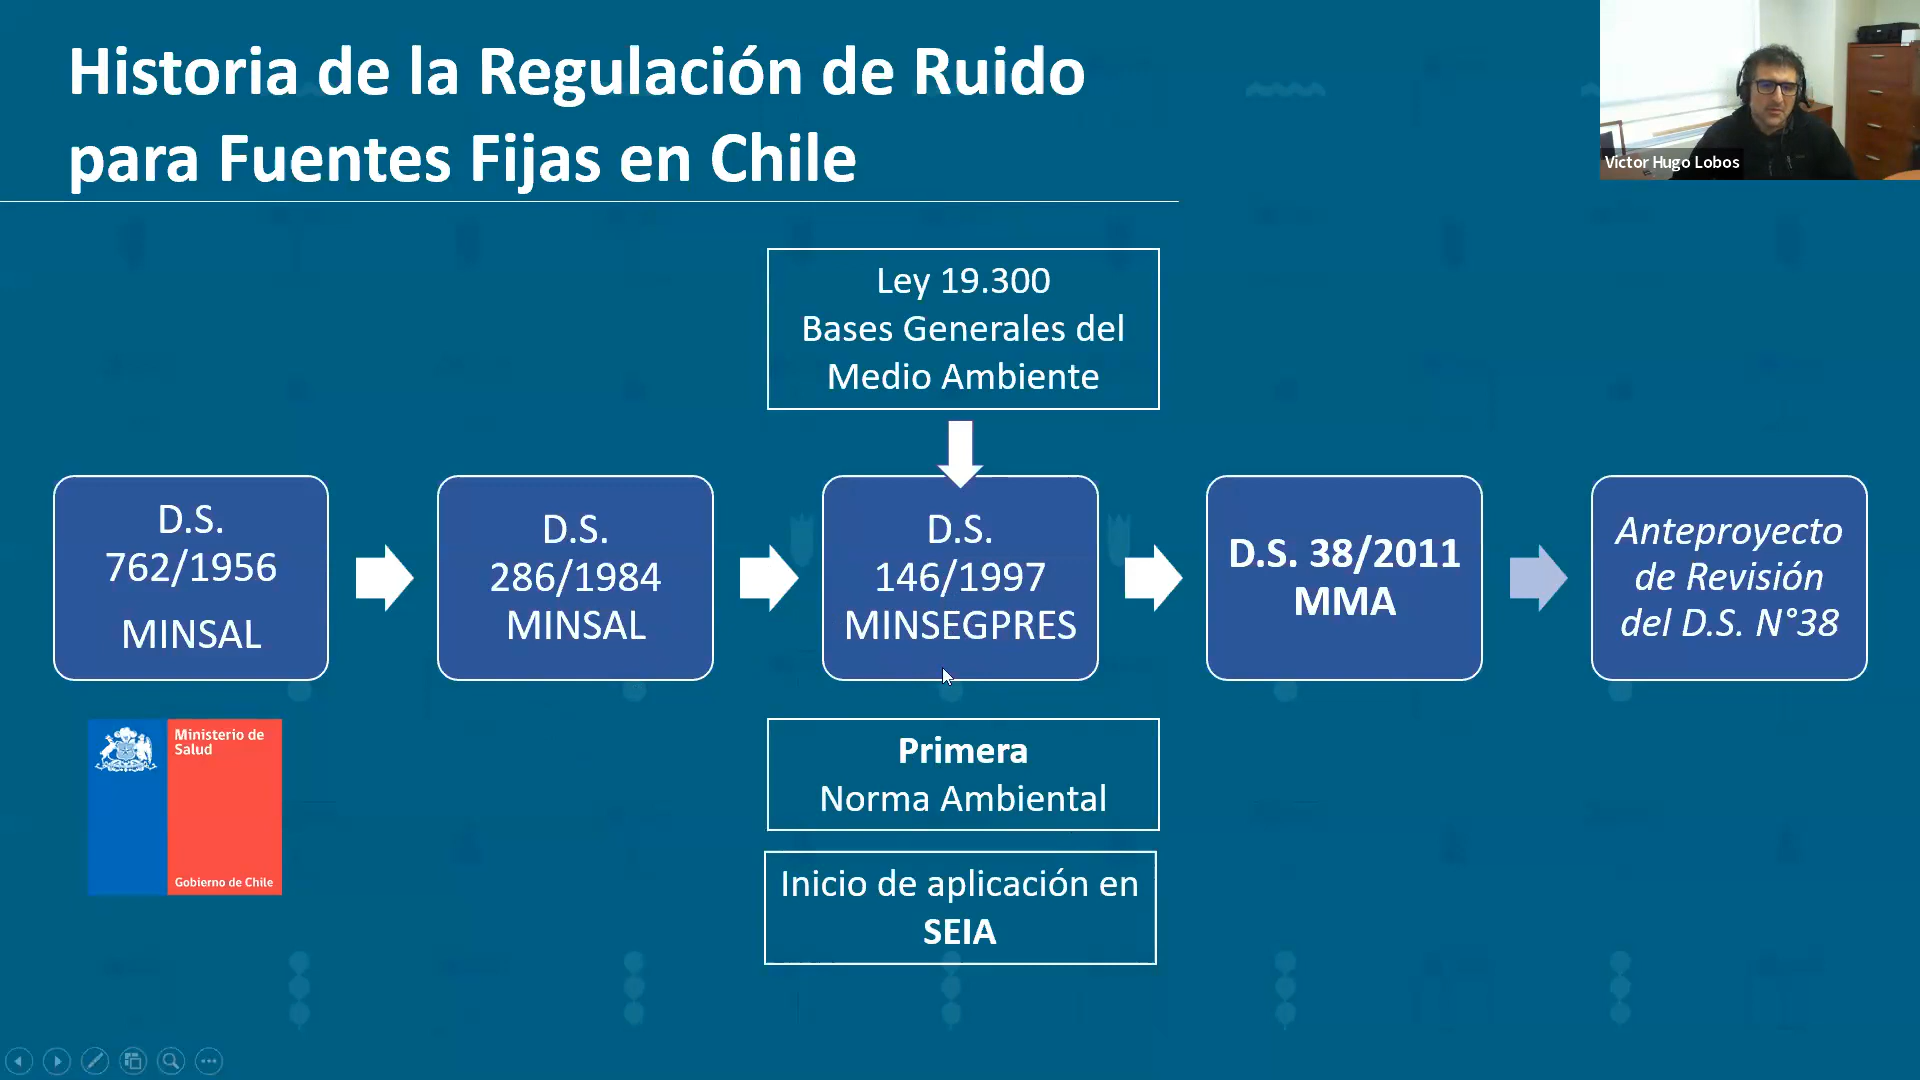 Historia de la Regulación de Ruido
para Fuentes Fijas en Chile
Victor Hugo Lobos
Ley 19.300
Bases Generales del
Medio Ambiente
D.S.
762/1956
MINSAL
D.S.
286/1984
MINSAL
D.S.
146/1997
MINSEGPRES
D.S. 38/2011
MMA
Anteproyecto
de Revisión
del D.S. N°38
Ministerio de
Salud
Gobierno de Chile
Primera
Norma Ambiental
Inicio de aplicación en
SEIA